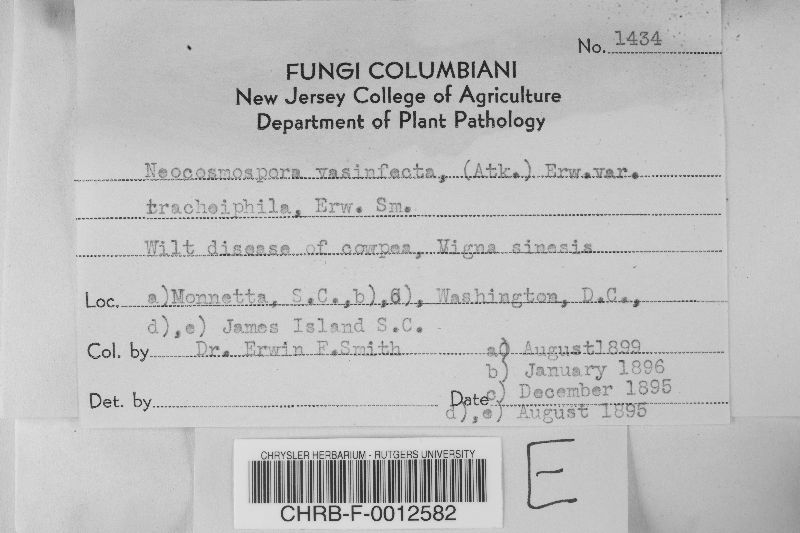 No. 1434
FUNGI COLUMBIANI
New Jersey College of Agriculture
Department of Plant Pathology
Neocosmospora vasinfecta, (Atk.) Erw.var.
tracheiphila, Erw. Sm.
Wilt disease of cowpea, Migna sinesis
Loc. a)Monnetta, S.C.,b),c), Washington, D.C.,
d),e) James Island S.C.
Col. by Dr. Erwin F.Smith a) August1899
b) January 1896
c) December 1895
Det. by Date
d),e) August 1895
CHRYSLER HERBARIUM - RUTGERS UNIVERSITY
CHRB-F-0012582
E